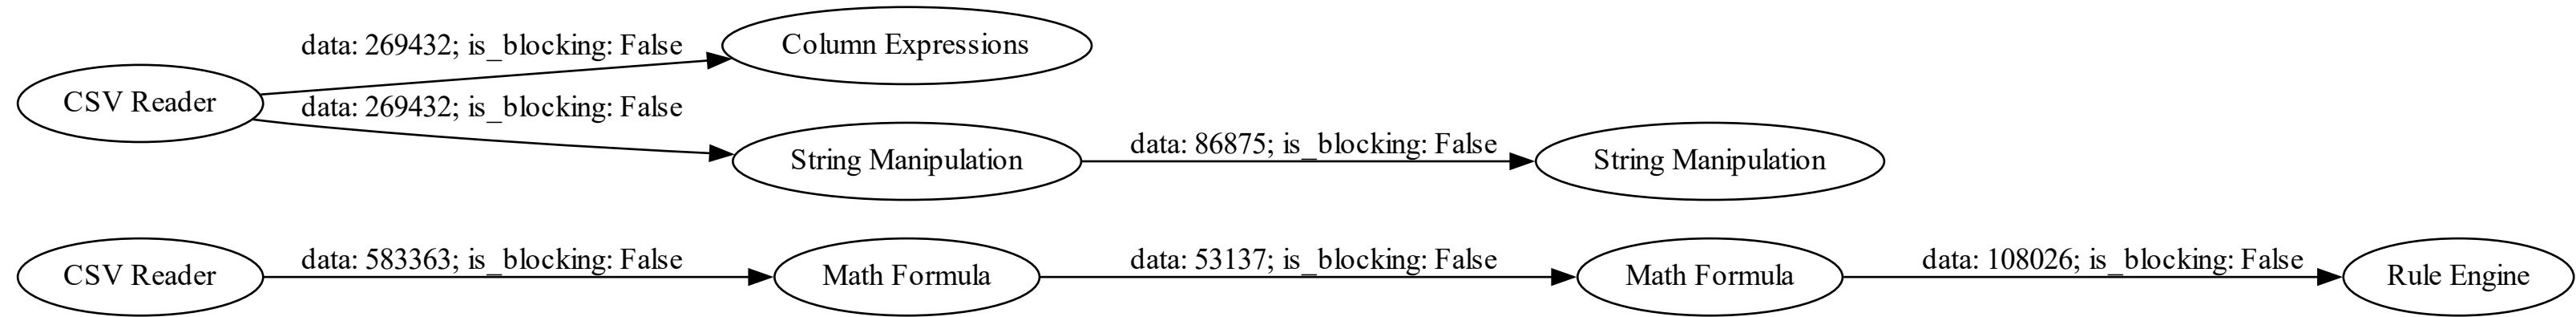 data: 269432; is_blocking: False
Column Expressions
CSV Reader
data: 269432; is_blocking: False
String Manipulation
data: 86875; is_blocking: False
String Manipulation
CSV Reader
data: 583363; is_blocking: False
Math Formula
data: 53137; is_blocking: False
Math Formula
data: 108026; is_blocking: False
Rule Engine